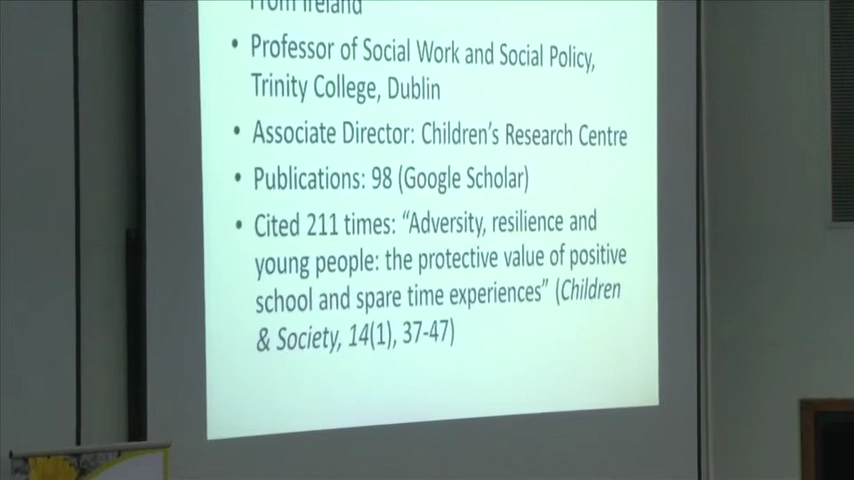 From Ireland
• Professor of Social Work and Social Policy,
Trinity College, Dublin
• Associate Director: Children's Research Centre
• Publications: 98 (Google Scholar)
• Cited 211 times: "Adversity, resilience and
young people: the protective value of positive
school and spare time experiences" (Children
& Society, 14(1), 37-47)